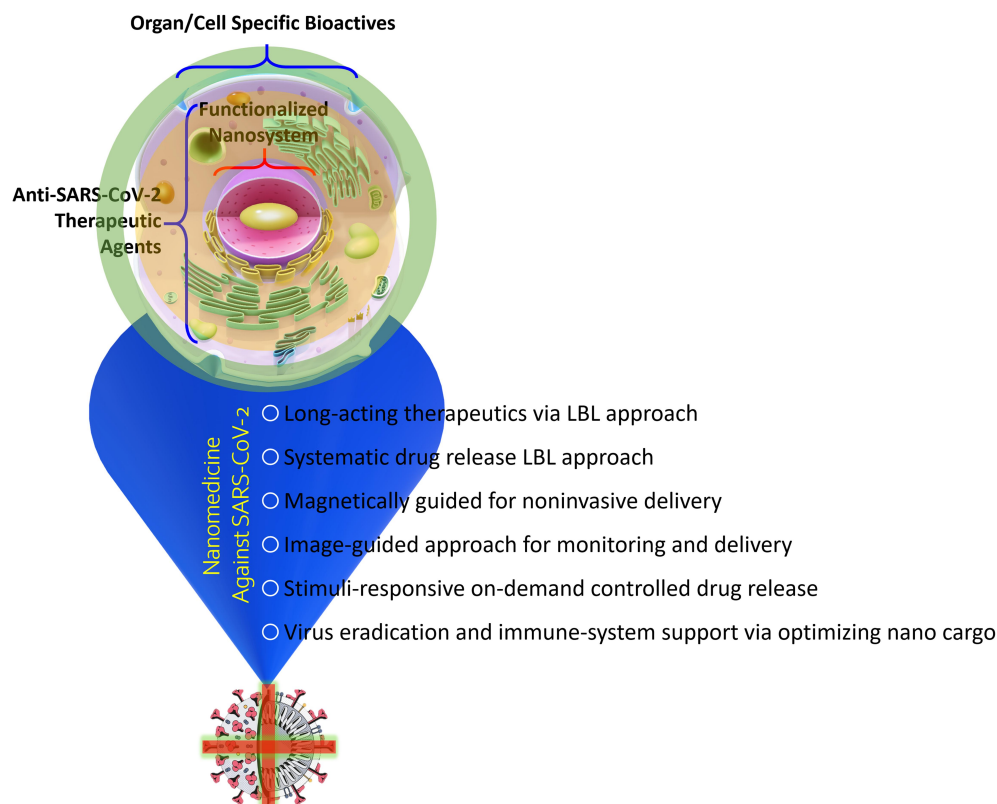 Organ/Cell Specific Bioactives
Functionalized
Nanosystem
Anti-SARS-CoV-2
Therapeutic
Agents
Nanomedicine
Against SARS-CoV-2
Long-acting therapeutics via LBL approach
Systematic drug release LBL approach
Magnetically guided for noninvasive delivery
Image-guided approach for monitoring and delivery
Stimuli-responsive on-demand controlled drug release
Virus eradication and immune-system support via optimizing nano cargo